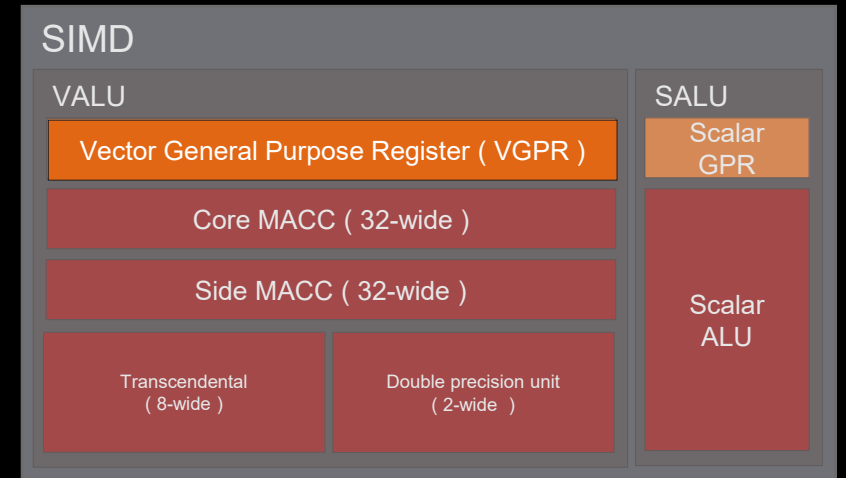 SIMD
VALU
Vector General Purpose Register ( VGPR )
Core MACC ( 32-wide )
Side MACC ( 32-wide )
Transcendental
( 8-wide )
Double precision unit
( 2-wide  )
SALU
Scalar
GPR
Scalar
ALU